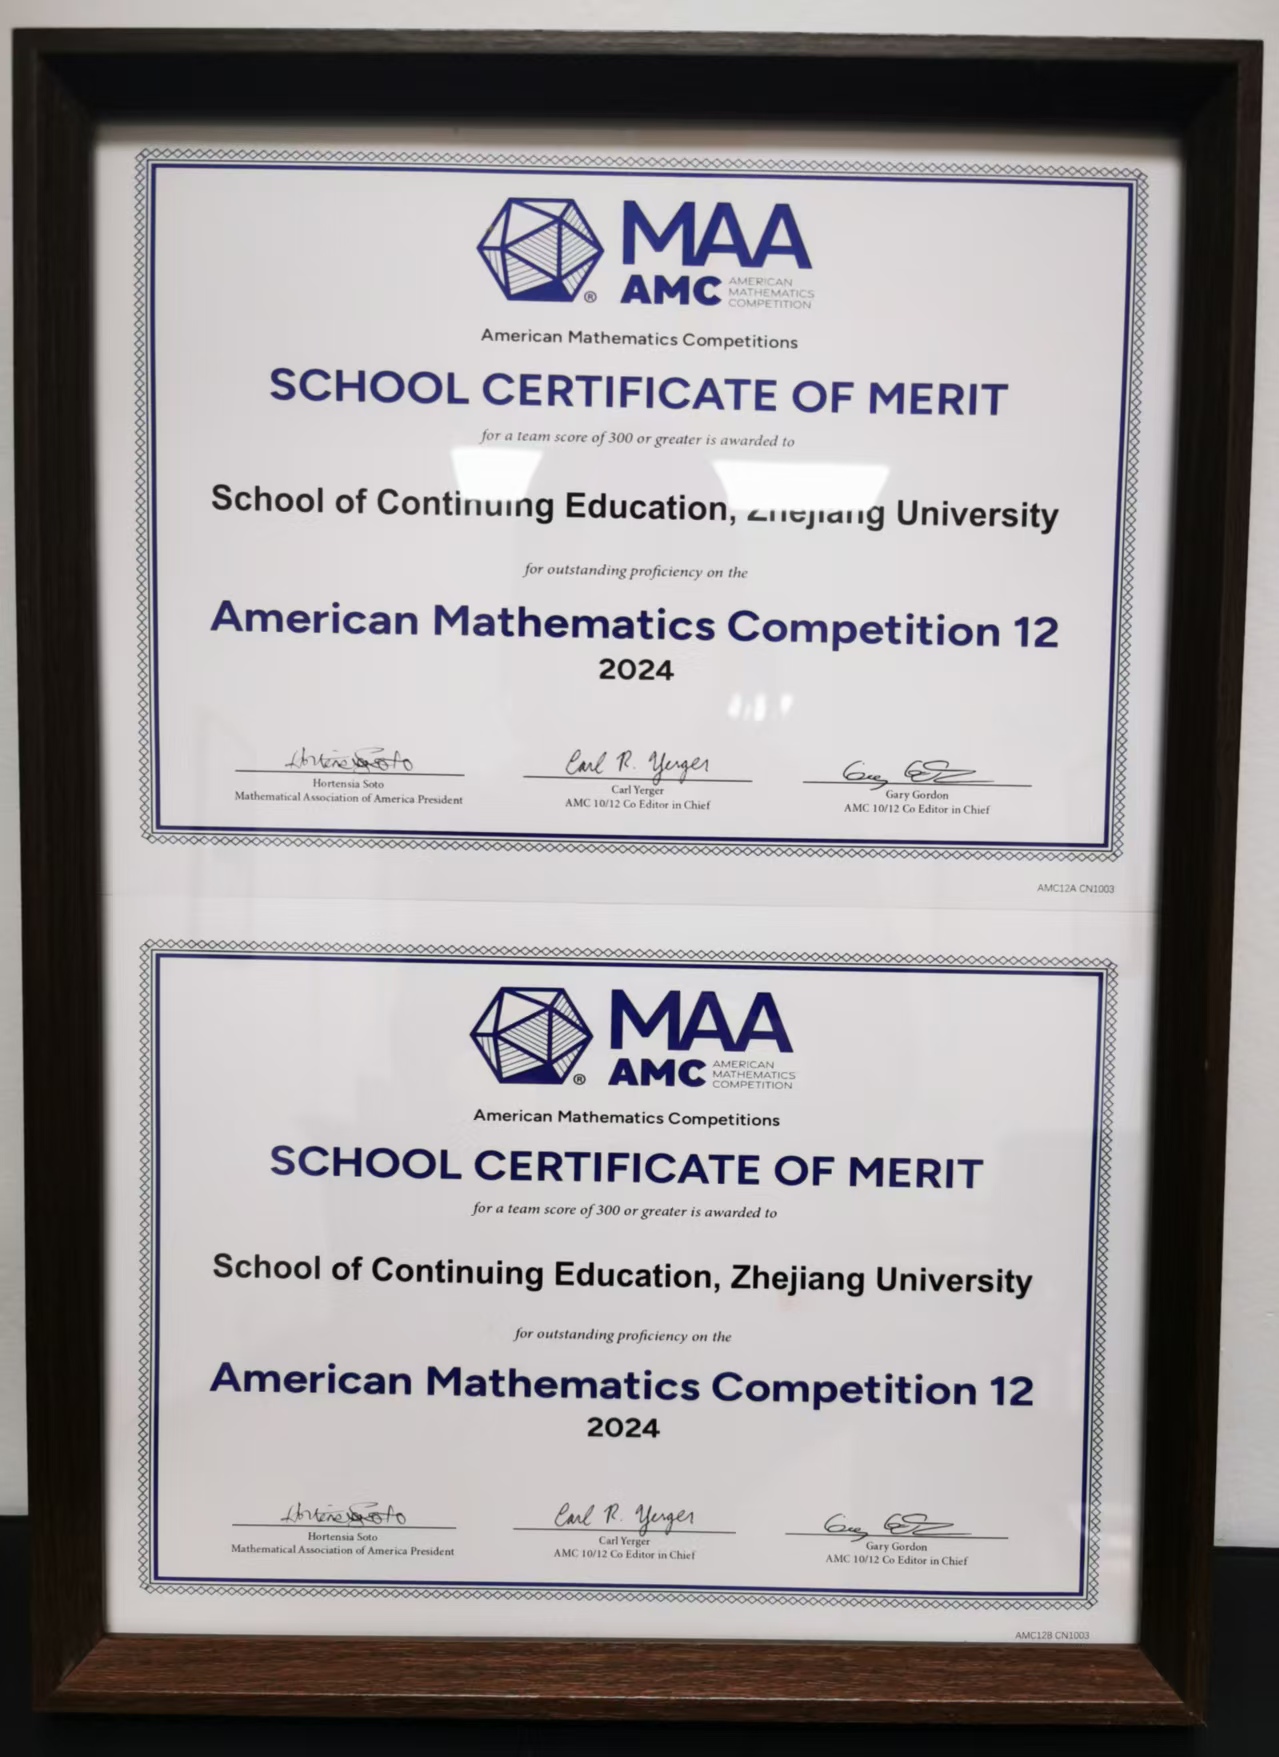 MAA
AMC AMERICAN MATHEMATICS COMPETITION
®
American Mathematics Competitions
SCHOOL CERTIFICATE OF MERIT
for a team score of 300 or greater is awarded to
School of Continuing Education, Zhejiang University
for outstanding proficiency on the
American Mathematics Competition 12
2024
Hortensia Soto
Carl R. Yerger
Hortensia Soto
Mathematical Association of America President
Carl Yerger
AMC 10/12 Co Editor in Chief
Gary Gordon
AMC 10/12 Co Editor in Chief
AMC12A CN1003
MAA
AMC AMERICAN MATHEMATICS COMPETITION
®
American Mathematics Competitions
SCHOOL CERTIFICATE OF MERIT
for a team score of 300 or greater is awarded to
School of Continuing Education, Zhejiang University
for outstanding proficiency on the
American Mathematics Competition 12
2024
Hortensia Soto
Carl R. Yerger
Hortensia Soto
Mathematical Association of America President
Carl Yerger
AMC 10/12 Co Editor in Chief
Gary Gordon
AMC 10/12 Co Editor in Chief
AMC12B CN1003